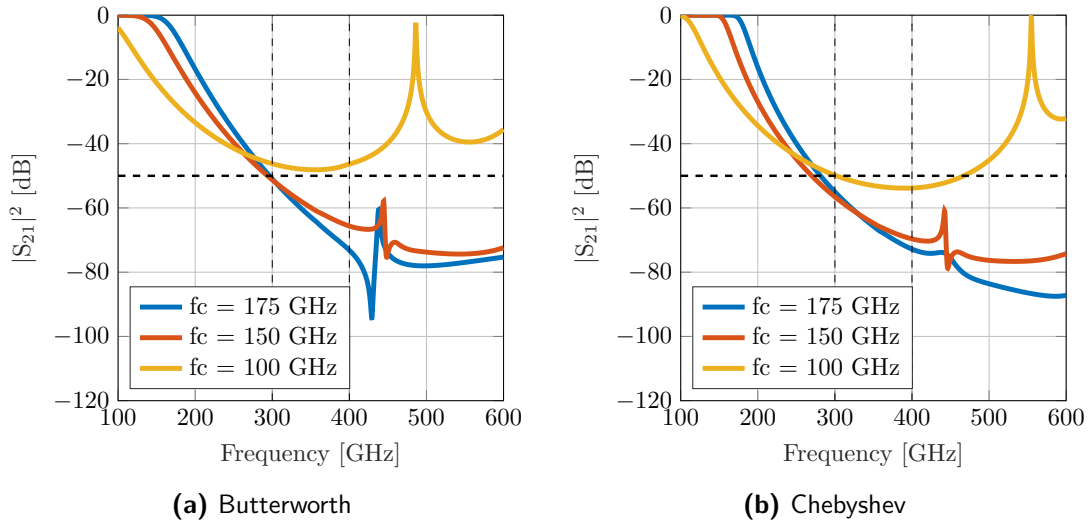 0
−20
−40
−60
−80
−100
−120
100 200 300 400 500 600
Frequency [GHz]
|S21|² [dB]
fc = 175 GHz
fc = 150 GHz
fc = 100 GHz
(a) Butterworth
0
−20
−40
−60
−80
−100
−120
100 200 300 400 500 600
Frequency [GHz]
|S21|² [dB]
fc = 175 GHz
fc = 150 GHz
fc = 100 GHz
(b) Chebyshev